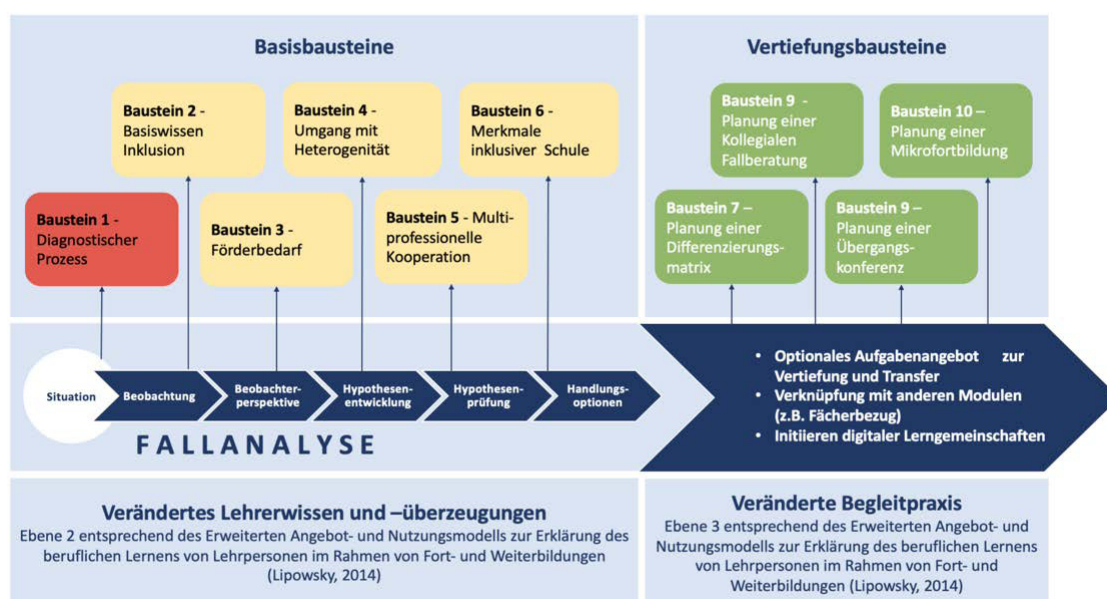 Basisbausteine
Baustein 2 -
Basiswissen
Inklusion
Baustein 4 -
Umgang mit
Heterogenität
Baustein 6 -
Merkmale
inklusiver Schule
Baustein 1 -
Diagnostischer
Prozess
Baustein 3 -
Förderbedarf
Baustein 5 - Multi-
professionelle
Kooperation
Vertiefungsbausteine
Baustein 9 -
Planung einer
Kollegialen
Fallberatung
Baustein 10 –
Planung einer
Mikrofortbildung
Baustein 7 –
Planung einer
Differenzierungs-
matrix
Baustein 9 –
Planung einer
Übergangs-
konferenz
Situation
Beobachtung
Beobachter-
perspektive
Hypothesen-
entwicklung
Hypothesen-
prüfung
Handlungs-
optionen
FALLANALYSE
• Optionales Aufgabenangebot zur
Vertiefung und Transfer
• Verknüpfung mit anderen Modulen
(z.B. Fächerbezug)
• Initiieren digitaler Lerngemeinschaften
Verändertes Lehrerwissen und –überzeugungen
Ebene 2 entsprechend des Erweiterten Angebot- und Nutzungsmodells zur Erklärung des
beruflichen Lernens von Lehrpersonen im Rahmen von Fort- und Weiterbildungen
(Lipowsky, 2014)
Veränderte Begleitpraxis
Ebene 3 entsprechend des Erweiterten Angebot- und
Nutzungsmodells zur Erklärung des beruflichen Lernens
von Lehrpersonen im Rahmen von Fort- und
Weiterbildungen (Lipowsky, 2014)